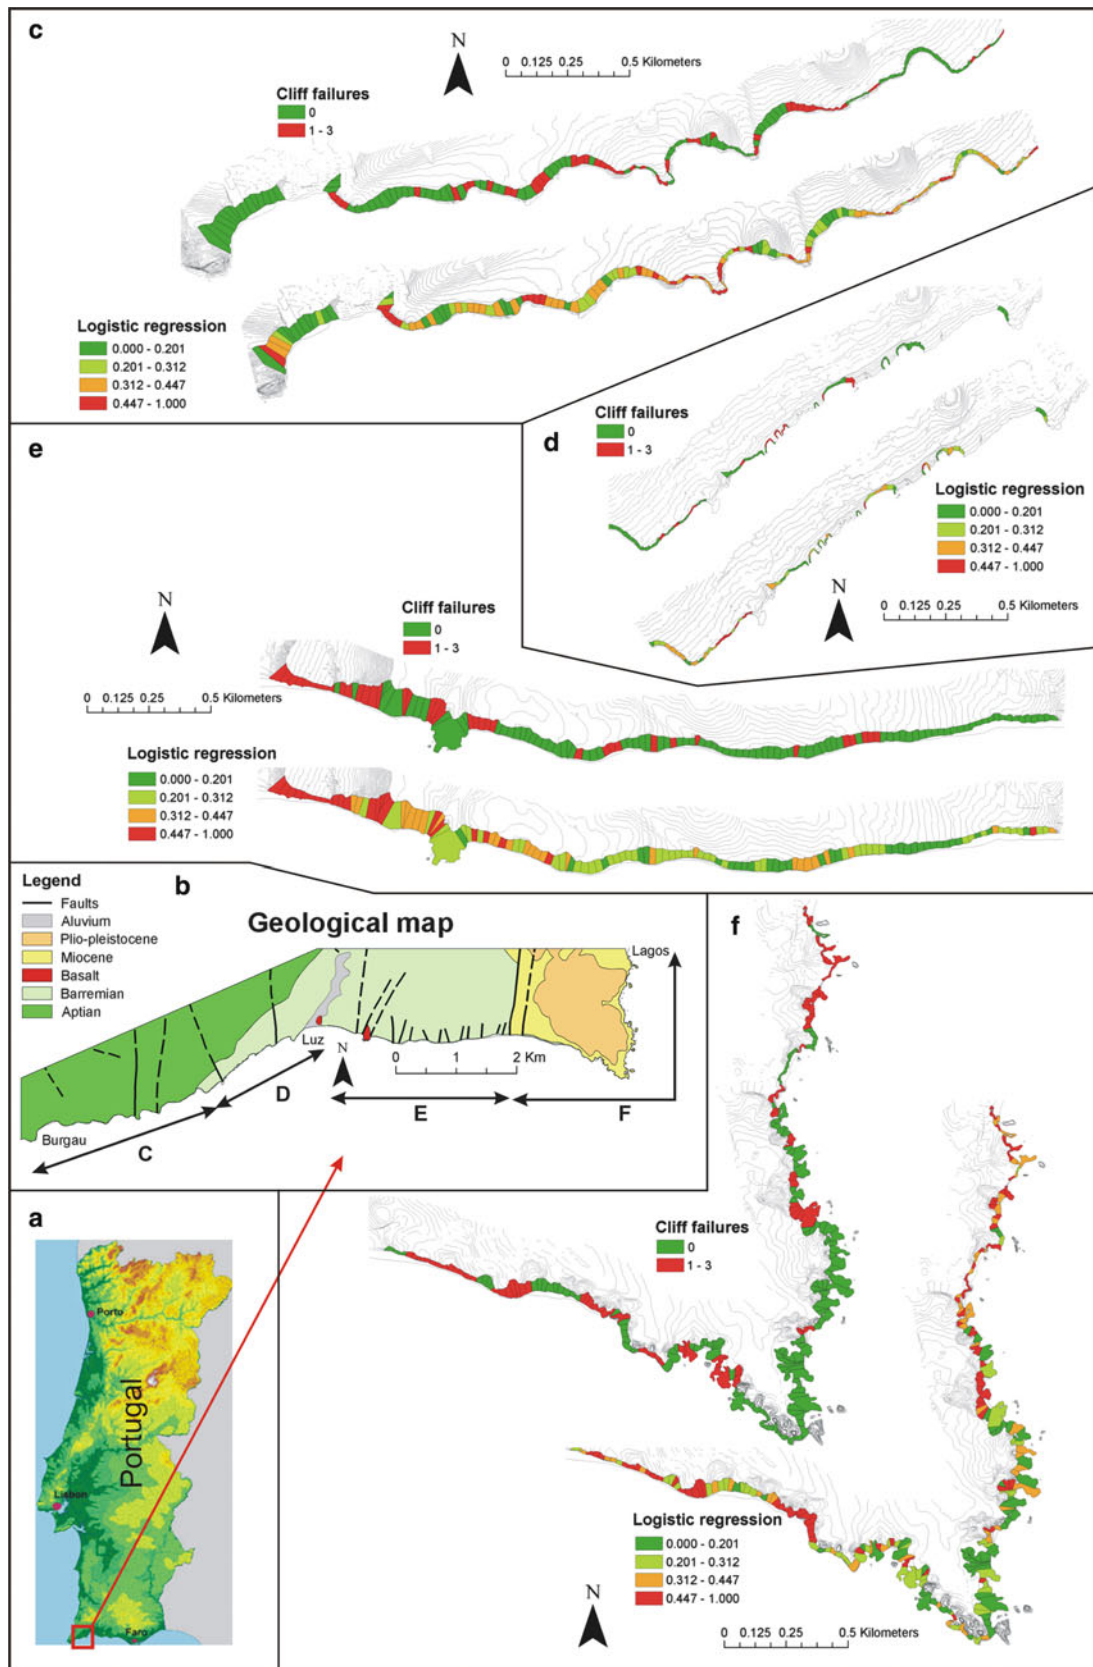 c
N
0 0.125 0.25 0.5 Kilometers
Cliff failures
0
1 - 3
Logistic regression
0.000 - 0.201
0.201 - 0.312
0.312 - 0.447
0.447 - 1.000
d
Cliff failures
0
1 - 3
Logistic regression
0.000 - 0.201
0.201 - 0.312
0.312 - 0.447
0.447 - 1.000
N
0 0.125 0.25 0.5 Kilometers
e
N
Cliff failures
0
1 - 3
0 0.125 0.25 0.5 Kilometers
Logistic regression
0.000 - 0.201
0.201 - 0.312
0.312 - 0.447
0.447 - 1.000
b
Legend
Faults
Aluvium
Plio-pleistocene
Miocene
Basalt
Barremian
Aptian
Geological map
Lagos
Luz
N
0 1 2 Km
Burgau
C
D
E
F
a
Porto
Portugal
Lisbon
Faro
f
Cliff failures
0
1 - 3
Logistic regression
0.000 - 0.201
0.201 - 0.312
0.312 - 0.447
0.447 - 1.000
N
0 0.125 0.25 0.5 Kilometers